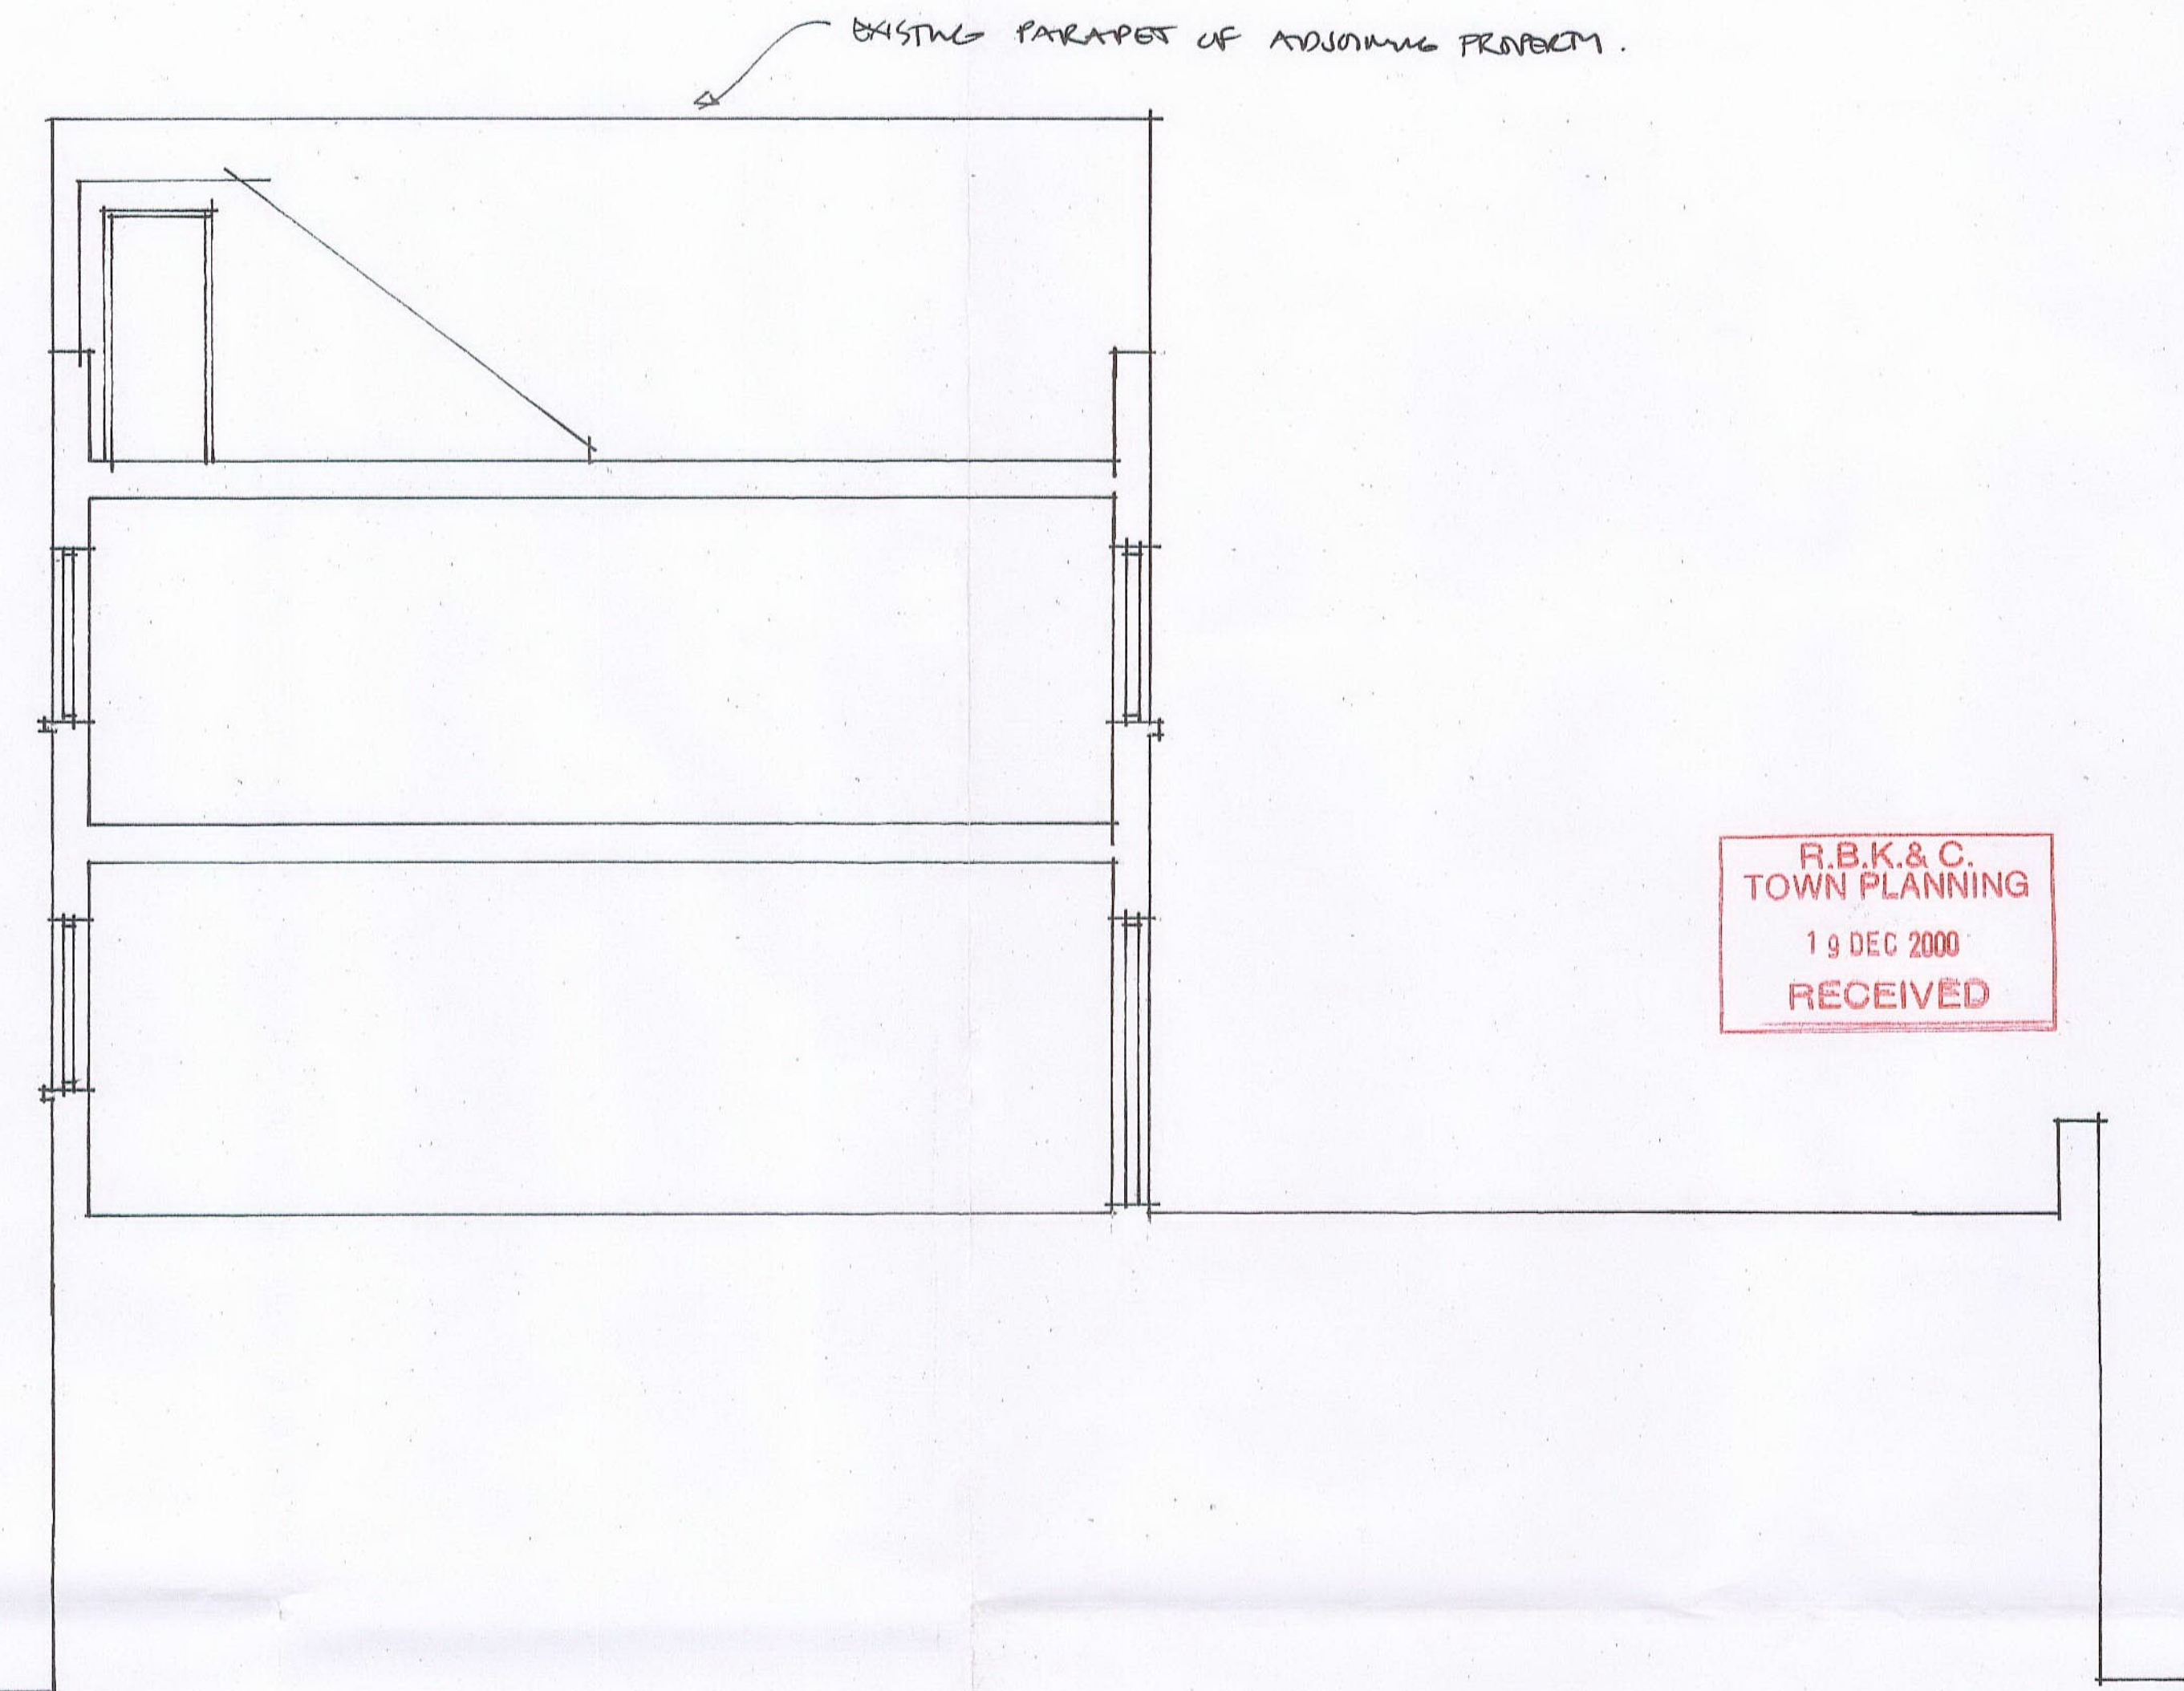 EXISTING PARAPET OF ADJOINING PROPERTY.
R.B.K.& C.
TOWN PLANNING
19 DEC 2000
RECEIVED